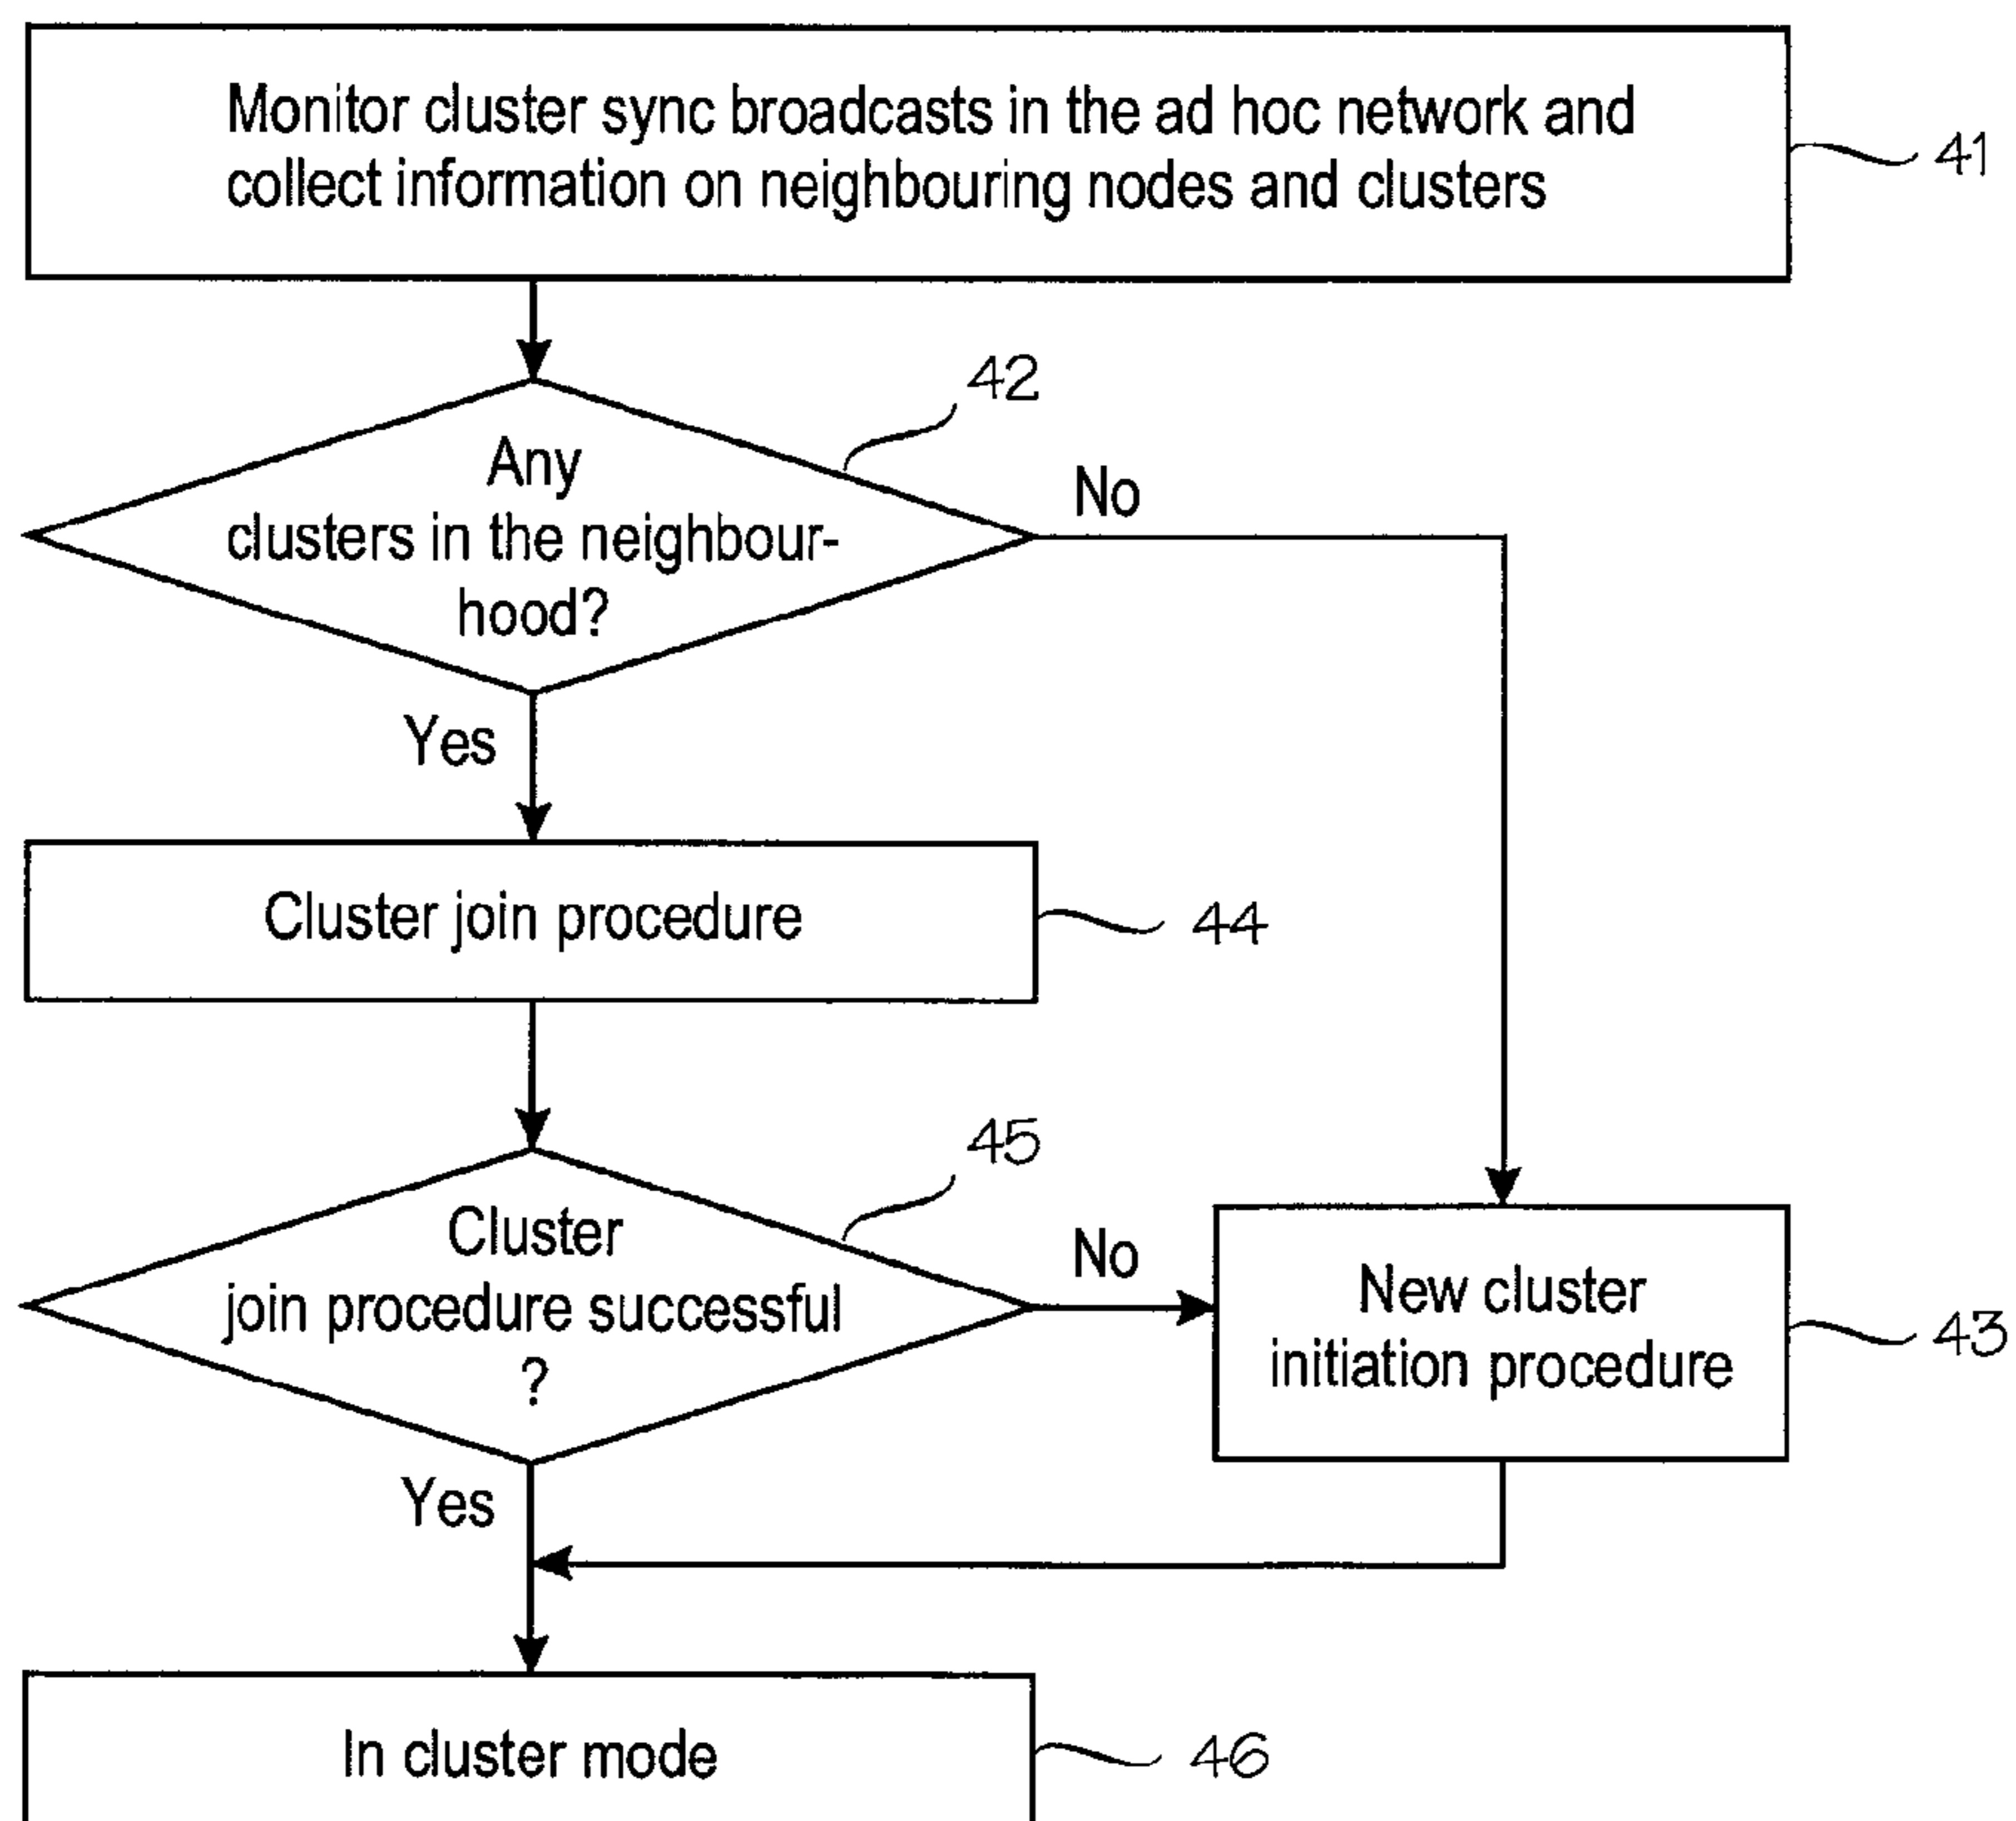 Monitor cluster sync broadcasts in the ad hoc network and
collect information on neighbouring nodes and clusters
41
42
Any
clusters in the neighbour-
hood?
No
Yes
Cluster join procedure
44
45
Cluster
join procedure successful
?
No
New cluster
initiation procedure
43
Yes
In cluster mode
46